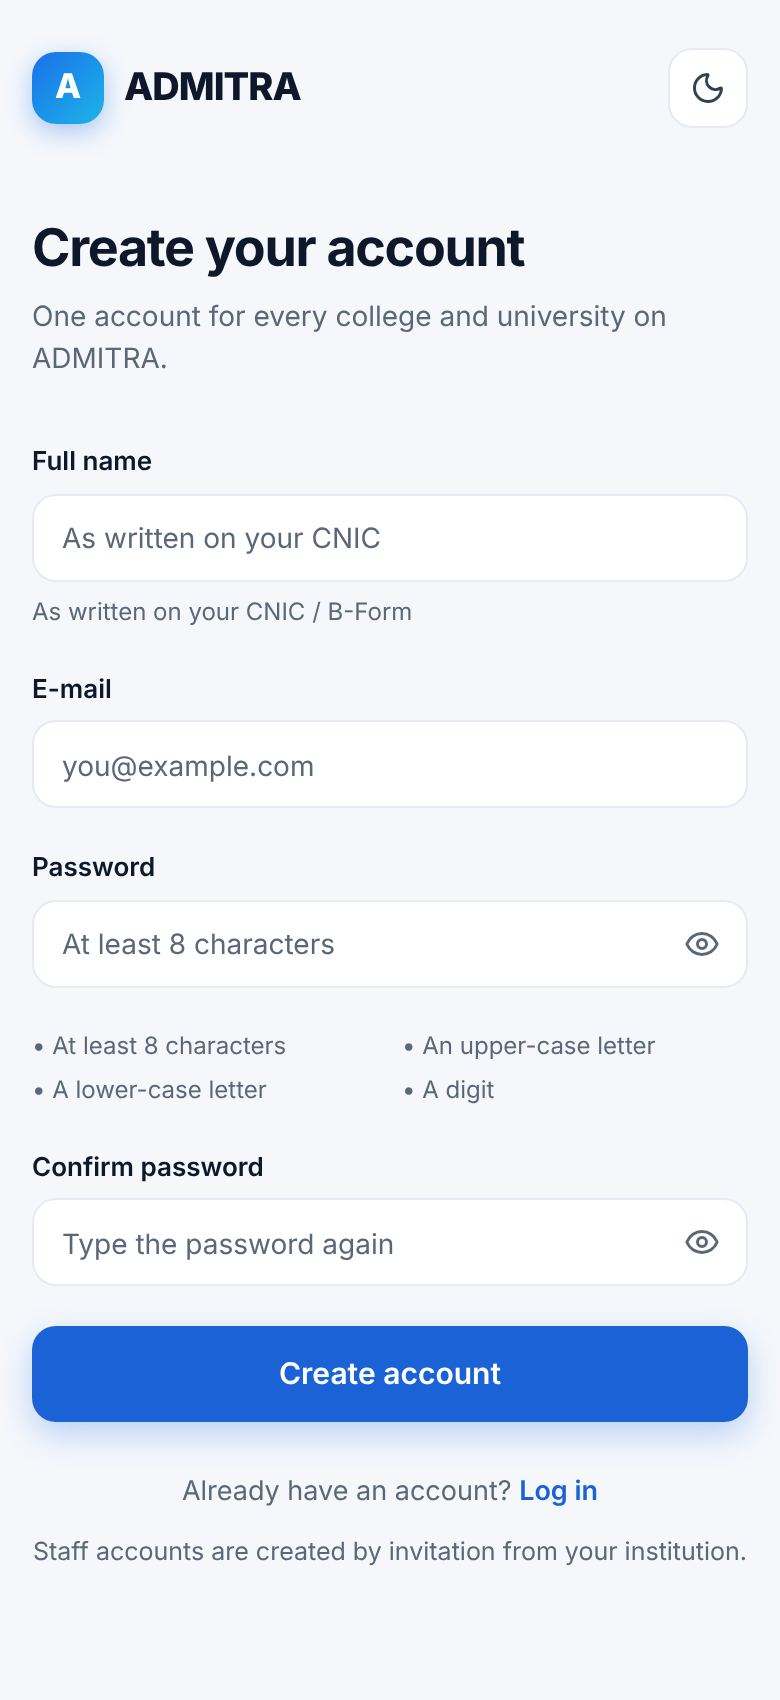 A ADMITRA
Create your account
One account for every college and university on
ADMITRA.
Full name
As written on your CNIC
As written on your CNIC / B-Form
E-mail
you@example.com
Password
At least 8 characters
• At least 8 characters • An upper-case letter
• A lower-case letter • A digit
Confirm password
Type the password again
Create account
Already have an account? Log in
Staff accounts are created by invitation from your institution.